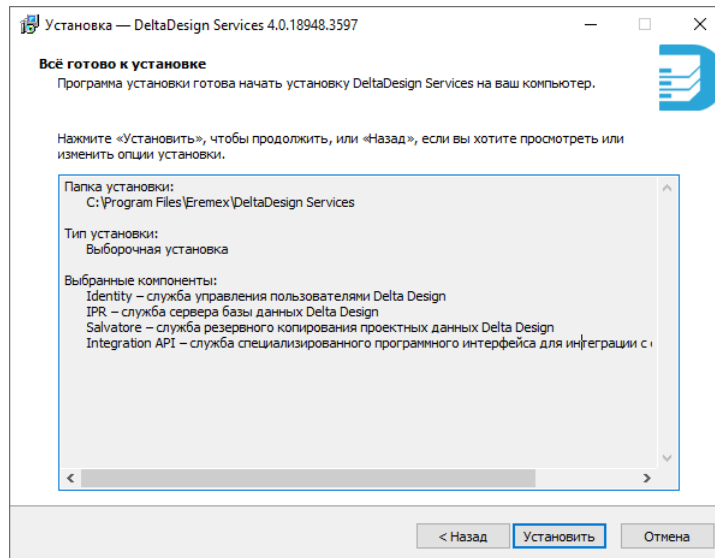 Установка — DeltaDesign Services 4.0.18948.3597
Всё готово к установке
Программа установки готова начать установку DeltaDesign Services на ваш компьютер.
Нажмите «Установить», чтобы продолжить, или «Назад», если вы хотите просмотреть или
изменить опции установки.
Папка установки:
C:\Program Files\Eremex\DeltaDesign Services
Тип установки:
Выборочная установка
Выбранные компоненты:
Identity – служба управления пользователями Delta Design
IPR – служба сервера базы данных Delta Design
Salvatore – служба резервного копирования проектных данных Delta Design
Integration API – служба специализированного программного интерфейса для интеграции с
< Назад
Установить
Отмена